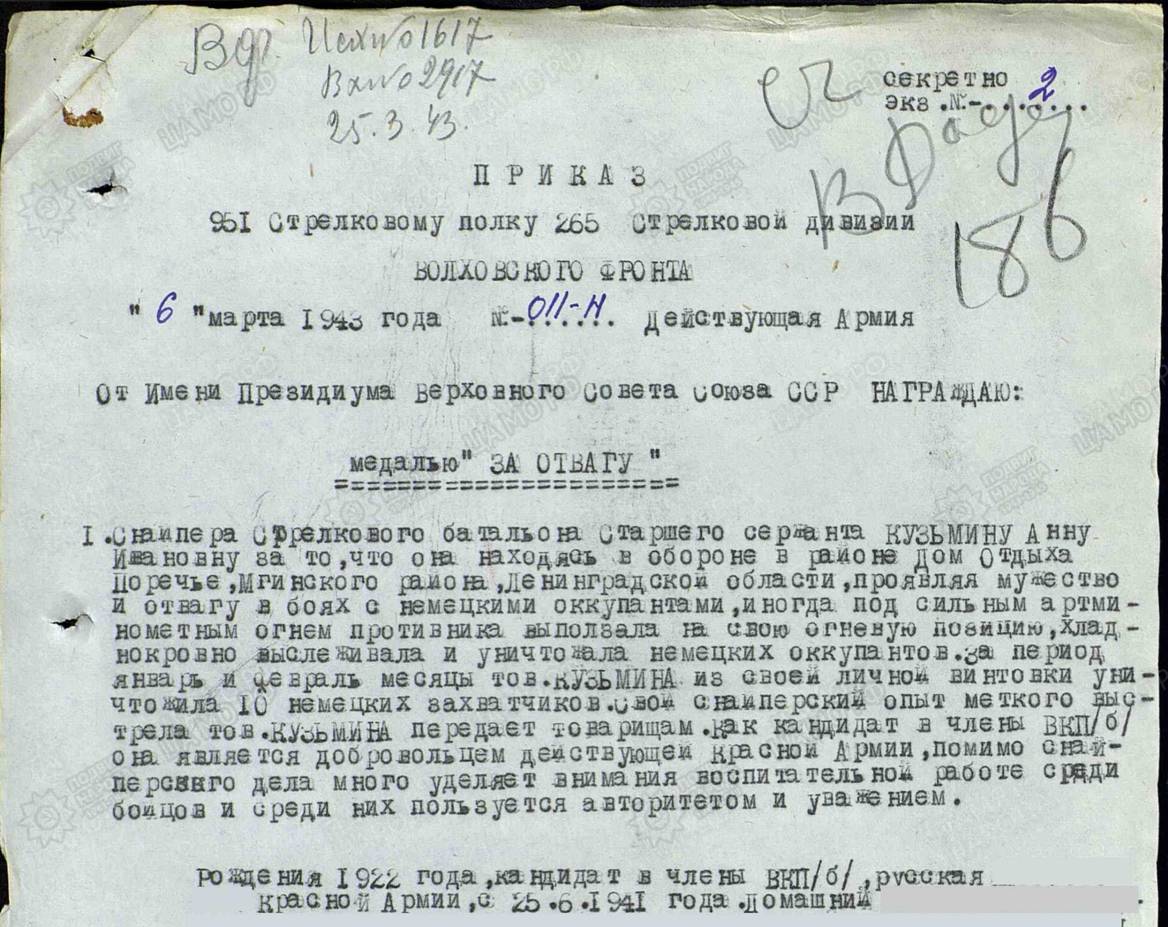 Вдр. Исх№01617
Вх№02917
25.3.43.
секретно
экз.№-. 2 ....
186
ПРИКАЗ
951 Стрелковому полку 265 Стрелковой дивизии
ВОЛХОВСКОГО ФРОНТА
" 6 "марта 1943 года №-.011-Н... Действующая Армия
От Имени Президиума Верховного Совета Союза ССР НАГРАЖДАЮ:
медалью" ЗА ОТВАГУ "
======================
I.Снайпера Стрелкового батальона Старшего сержанта КУЗЬМИНУ Анну
Ивановну за то,что она находясь в обороне в районе Дом Отдыха
Поречье,Мгинского района,Ленинградской области,проявляя мужество
и отвагу в боях с немецкими оккупантами,иногда под сильным артми-
нометным огнем противника выползала на свою огневую позицию,хлад-
нокровно выслеживала и уничтожала немецких оккупантов.За период
январь и февраль месяцы тов.КУЗЬМИНА из своей личной винтовки уни-
чтожила 10 немецких захватчиков.Свой снайперский опыт меткого выс-
трела тов.КУЗЬМИНА передает товарищам.Как кандидат в члены ВКП/б/
она является добровольцем действующей Красной Армии,помимо снай-
перскяго дела много уделяет внимания воспитательной работе среди
бойцов и среди них пользуется авторитетом и уважением.
Рождения 1922 года,кандидат в члены ВКП/б/,русская
Красной Армии,с 25.6.1941 года.Домашний